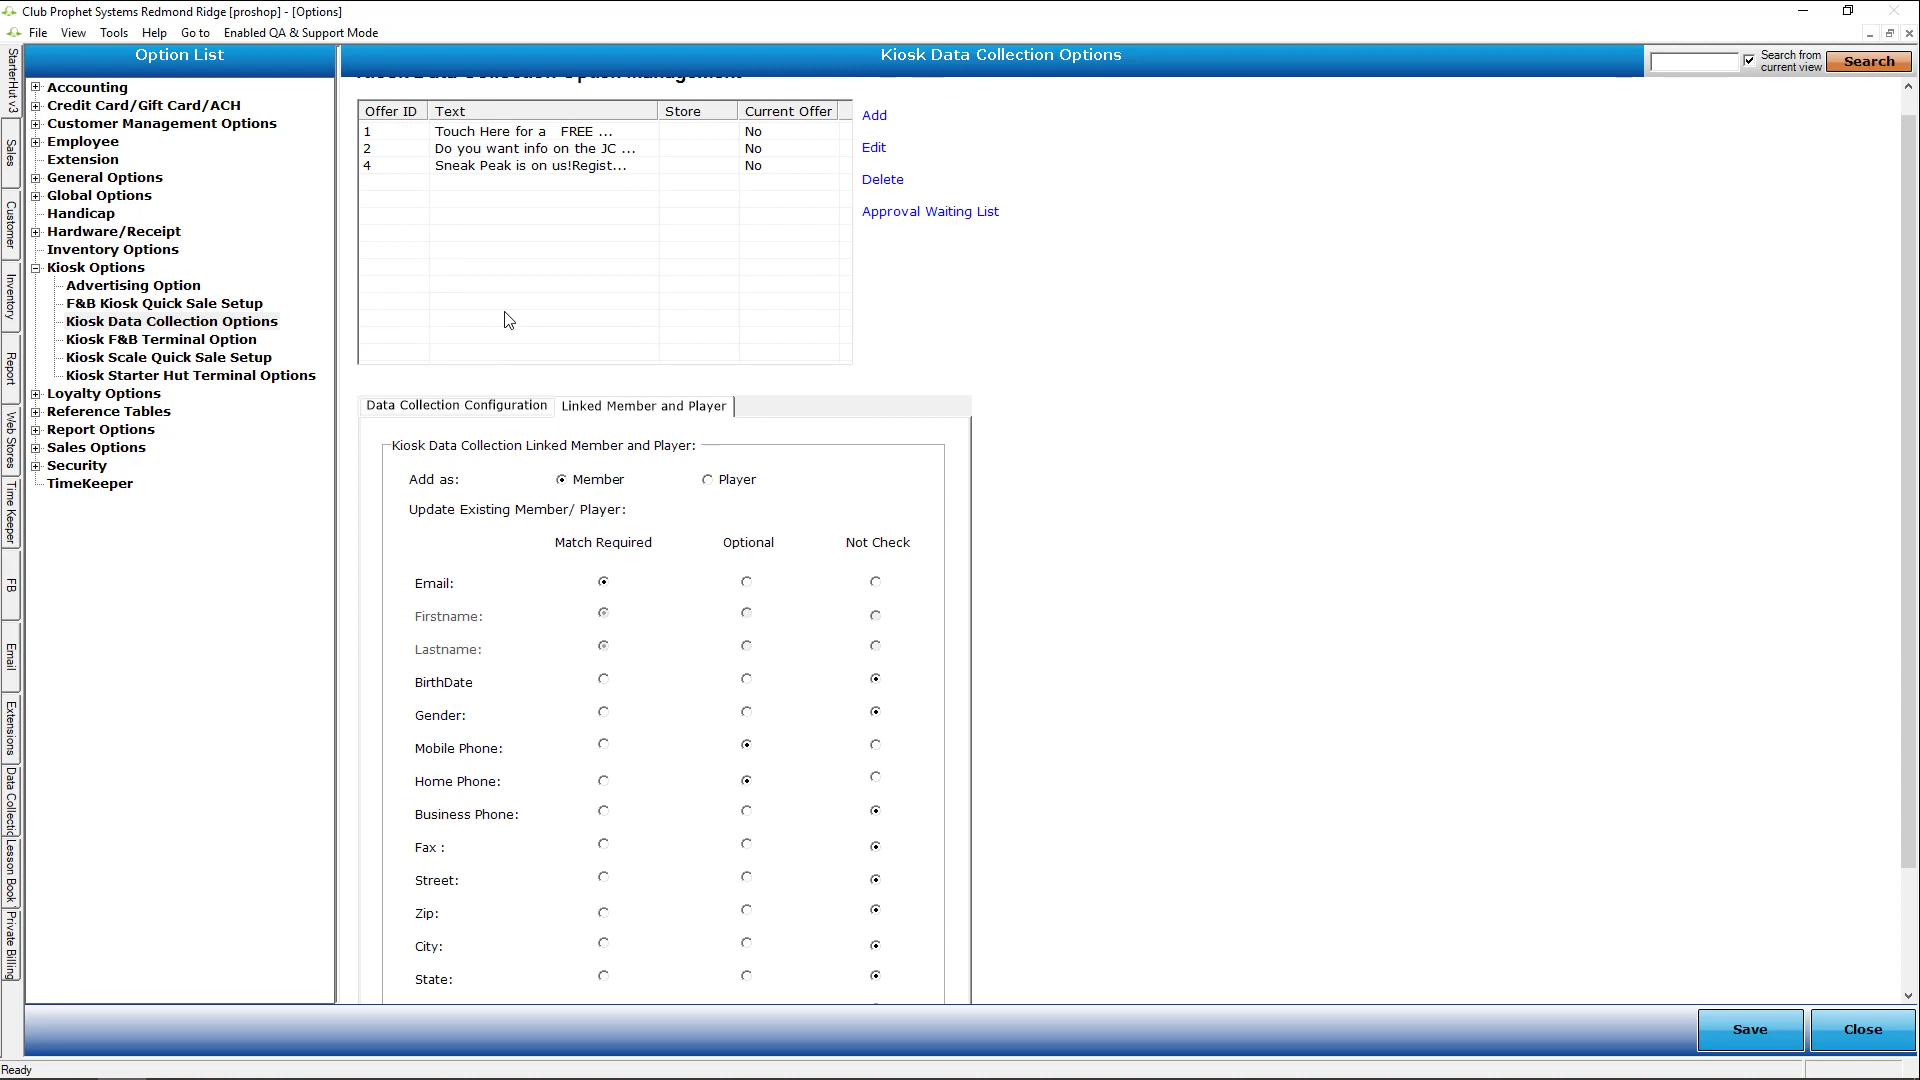 Club Prophet Systems Redmond Ridge [proshop] - [Options]
File View Tools Help Go to Enabled QA & Support Mode
StarterHut v3
Sales
Customer
Inventory
Report
Web Stores
Time Keeper
FB
Email
Extensions
Data Collectic
Lesson Book
Private Billing
Option List
Accounting
Credit Card/Gift Card/ACH
Customer Management Options
Employee
Extension
General Options
Global Options
Handicap
Hardware/Receipt
Inventory Options
Kiosk Options
Advertising Option
F&B Kiosk Quick Sale Setup
Kiosk Data Collection Options
Kiosk F&B Terminal Option
Kiosk Scale Quick Sale Setup
Kiosk Starter Hut Terminal Options
Loyalty Options
Reference Tables
Report Options
Sales Options
Security
TimeKeeper
Kiosk Data Collection Options
Search from current view
Search
Kiosk Data Collection Option Management
Offer ID Text Store Current Offer
1 Touch Here for a FREE ... No
2 Do you want info on the JC ... No
4 Sneak Peak is on us!Regist... No
Add
Edit
Delete
Approval Waiting List
Data Collection Configuration Linked Member and Player
Kiosk Data Collection Linked Member and Player:
Add as: Member Player
Update Existing Member/ Player:
Match Required Optional Not Check
Email:
Firstname:
Lastname:
BirthDate
Gender:
Mobile Phone:
Home Phone:
Business Phone:
Fax :
Street:
Zip:
City:
State:
Save Close
Ready